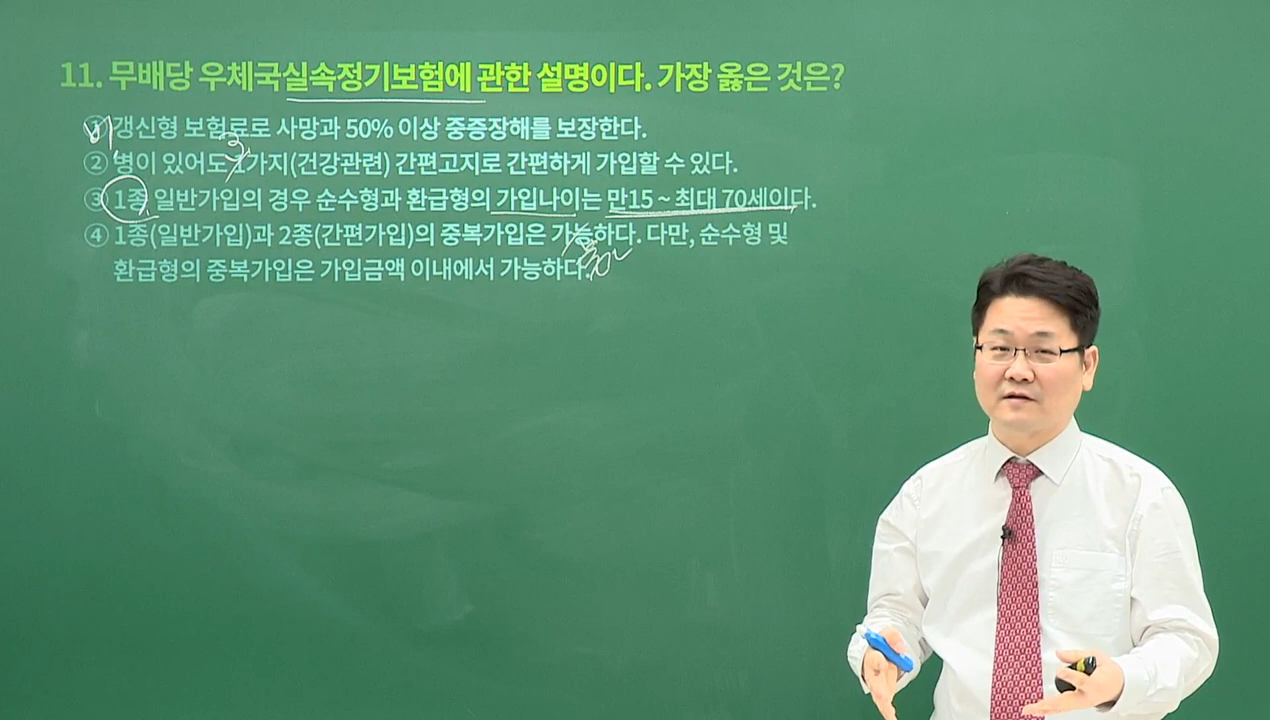 11. 무배당 우체국실속정기보험에 관한 설명이다. 가장 옳은 것은?
① 갱신형 보험료로 사망과 50% 이상 중증장해를 보장한다.
비
② 병이 있어도 1가지(건강관련) 간편고지로 간편하게 가입할 수 있다.
3
③ 1종 일반가입의 경우 순수형과 환급형의 가입나이는 만15 ~ 최대 70세이다.
④ 1종(일반가입)과 2종(간편가입)의 중복가입은 가능하다. 다만, 순수형 및
환급형의 중복가입은 가입금액 이내에서 가능하다.